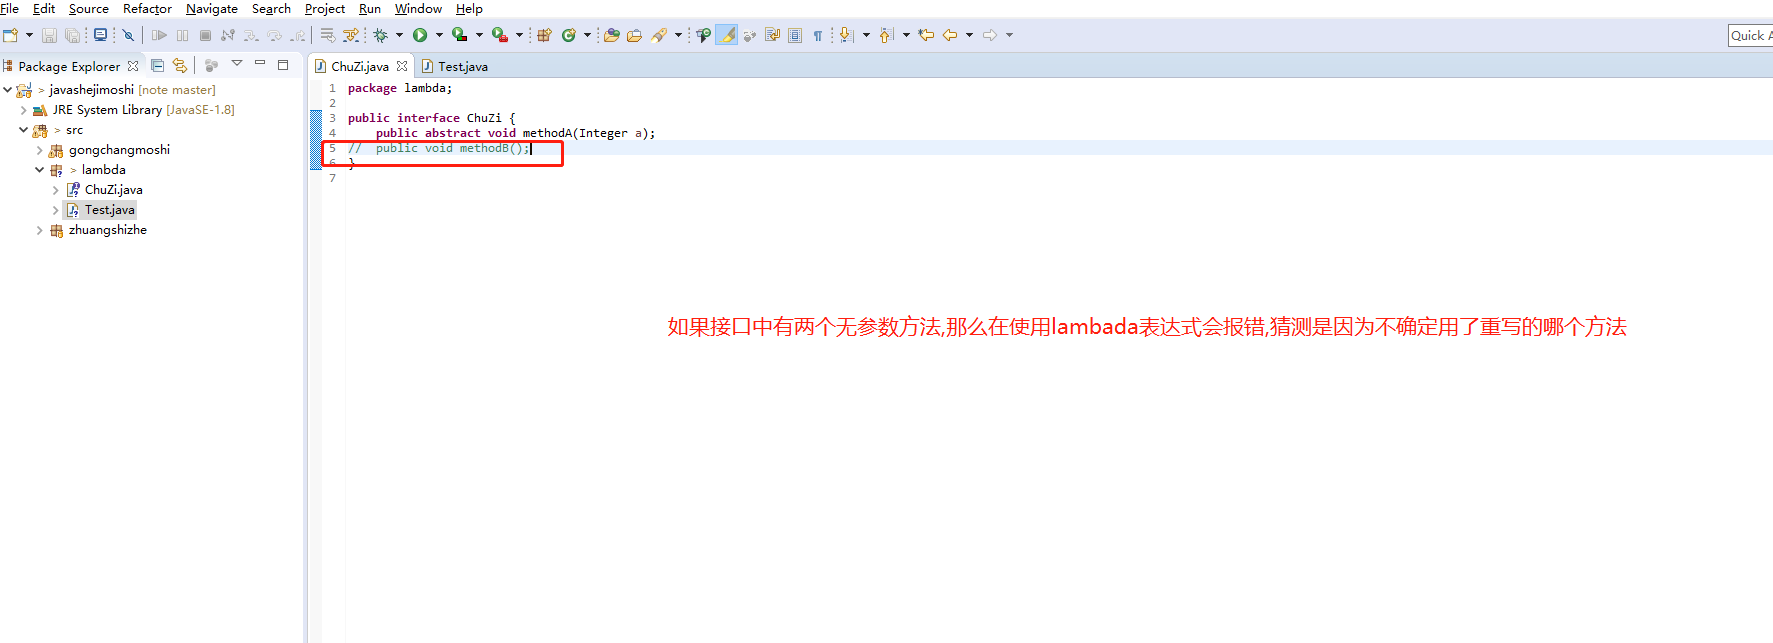 File Edit Source Refactor Navigate Search Project Run Window Help
Quick A
Package Explorer
> javashejimoshi [note master]
JRE System Library [JavaSE-1.8]
> src
gongchangmoshi
> lambda
ChuZi.java
Test.java
zhuangshizhe
ChuZi.java Test.java
1 package lambda;
2
3 public interface ChuZi {
4 public abstract void methodA(Integer a);
5 // public void methodB();
6 }
7
如果接口中有两个无参数方法,那么在使用lambada表达式会报错,猜测是因为不确定用了重写的哪个方法